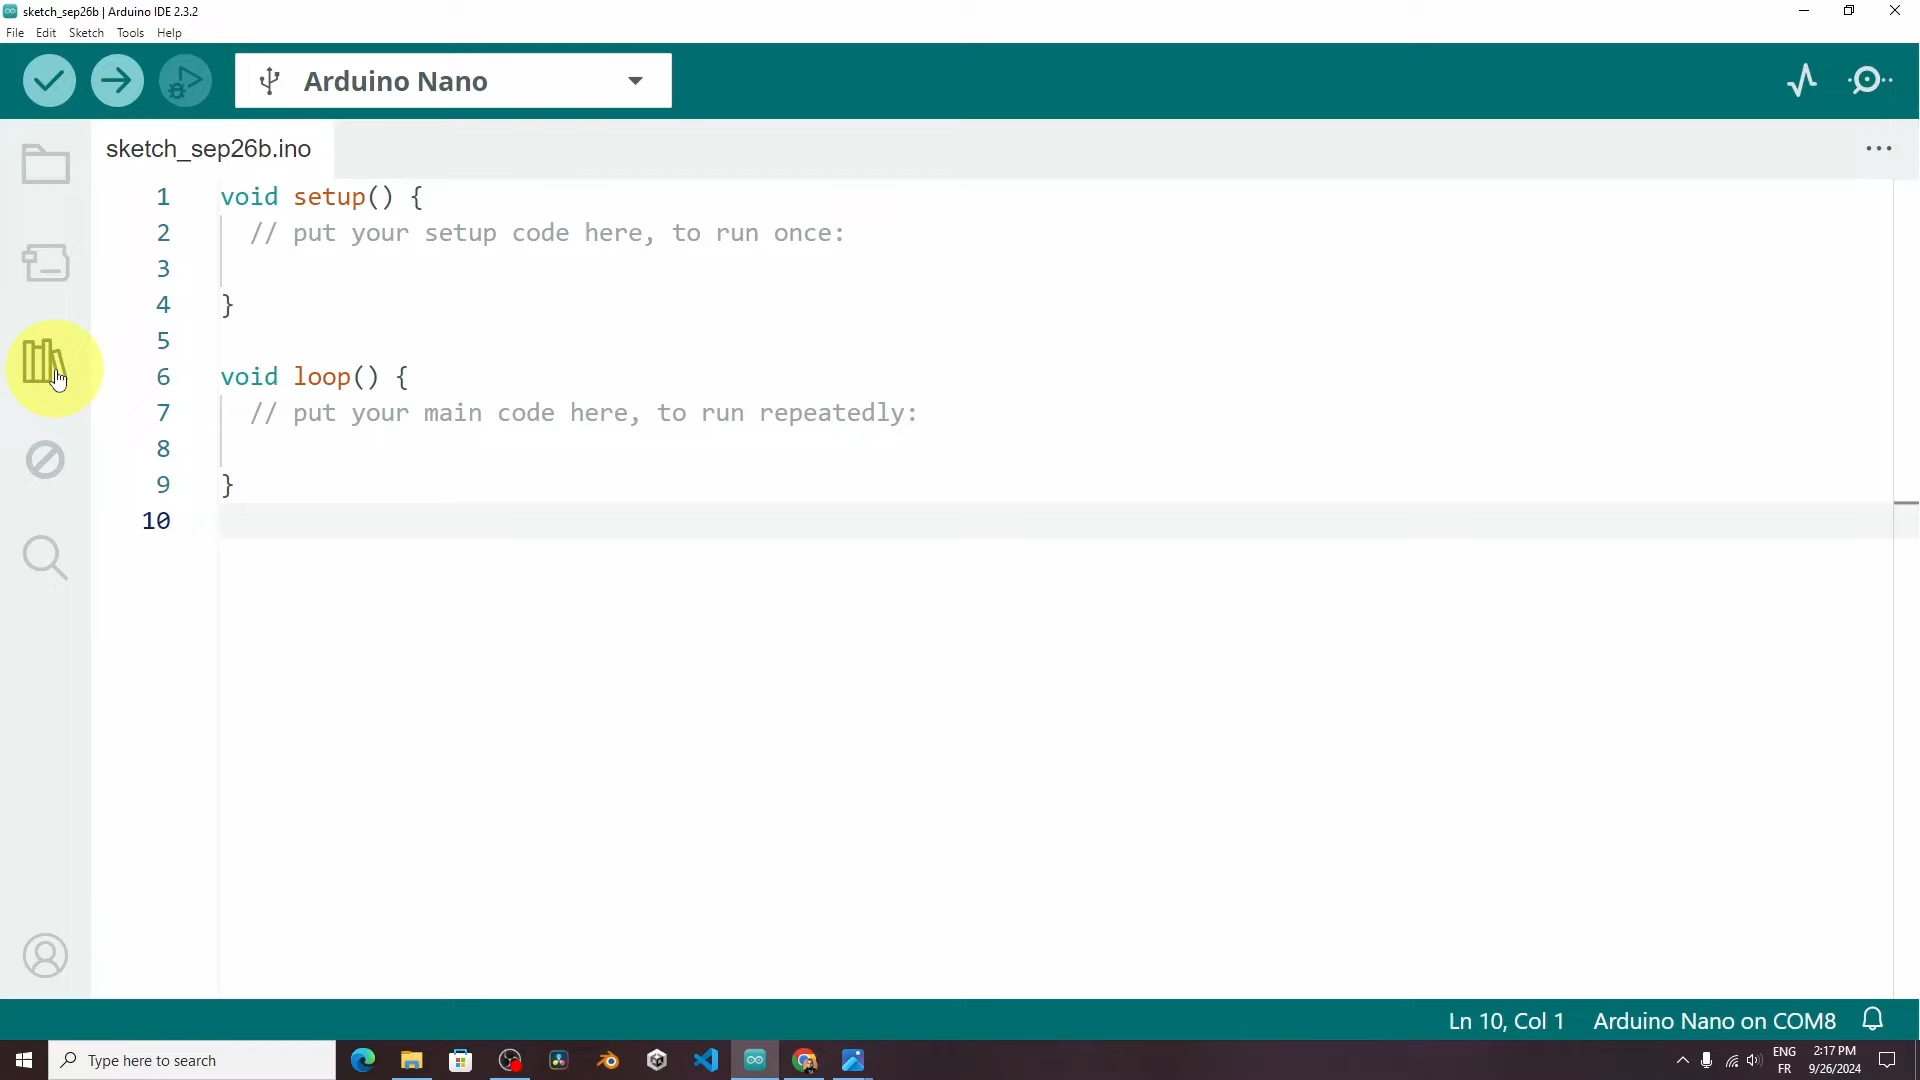 sketch_sep26b | Arduino IDE 2.3.2
File Edit Sketch Tools Help
Arduino Nano
sketch_sep26b.ino
1 void setup() {
2 // put your setup code here, to run once:
3
4 }
5
6 void loop() {
7 // put your main code here, to run repeatedly:
8
9 }
10
Ln 10, Col 1 Arduino Nano on COM8
Type here to search
ENG 2:17 PM
FR 9/26/2024